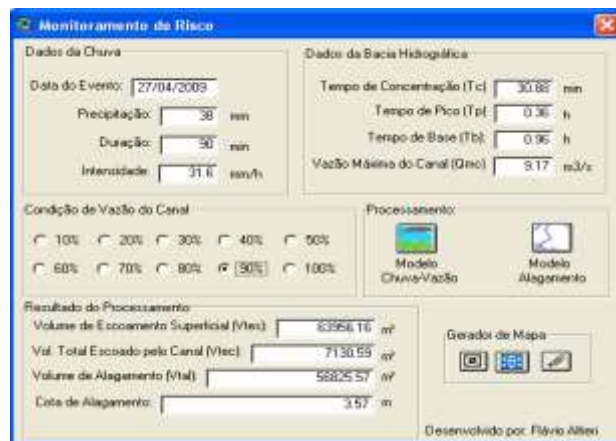 Monitoramento de Risco
Dados da Chuva
Data do Evento: 27/04/2009
Precipitação: 38 mm
Duração: 90 min
Intensidade: 31.6 mm/h
Dados da Bacia Hidrográfica
Tempo de Concentração (Tc) 30.88 min
Tempo de Pico (Tp) 0.36 h
Tempo de Base (Tb) 0.96 h
Vazão Máxima do Canal (Qmc) 9.17 m3/s
Condição de Vazão do Canal
10% 20% 30% 40% 50%
60% 70% 80% 90% 100%
Processamento:
Modelo Chuva-Vazão
Modelo Alagamento
Resultado do Processamento
Volume de Escoamento Superficial (Vtes): 63956.16 m³
Vol. Total Escoado pelo Canal (Vtec): 7130.59 m³
Volume de Alagamento (Vtal): 56825.57 m³
Cota de Alagamento: 3.57 m
Gerador de Mapa
Desenvolvido por: Flávio Altieri